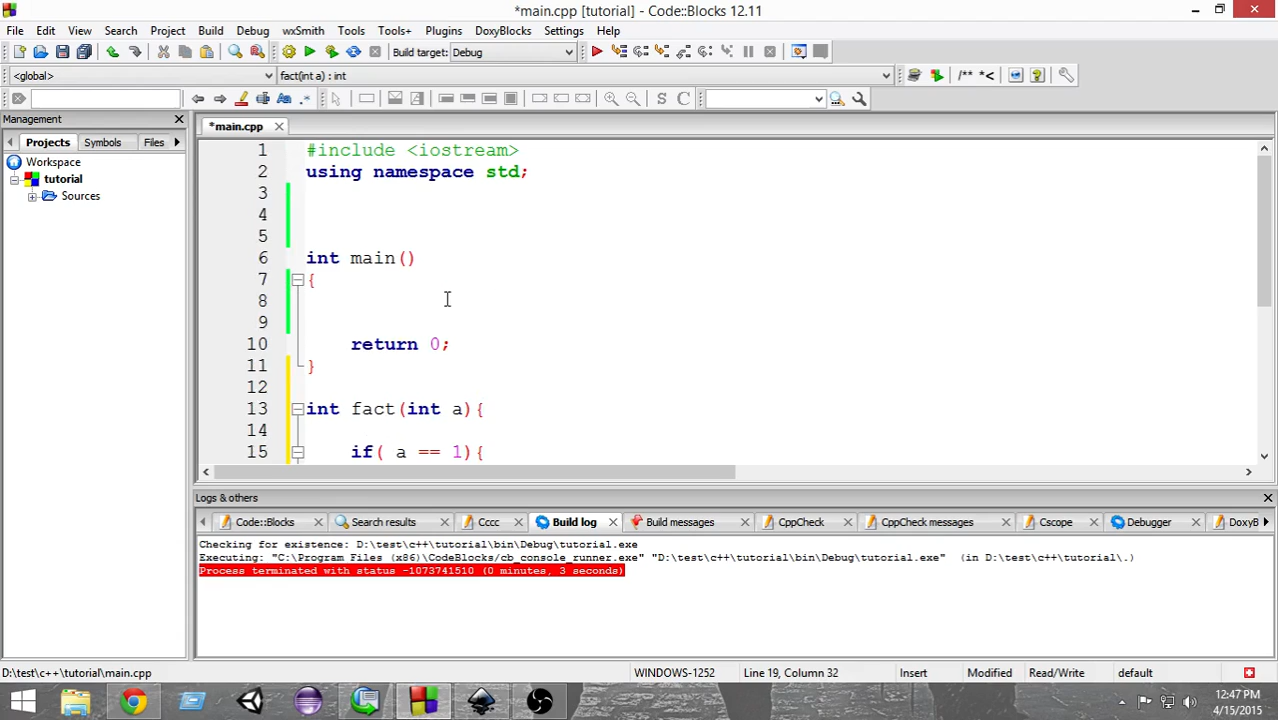 *main.cpp [tutorial] - Code::Blocks 12.11
File Edit View Search Project Build Debug wxSmith Tools Tools+ Plugins DoxyBlocks Settings Help
Build target: Debug
<global> fact(int a) : int /** *<
S C
Management
Projects Symbols Files
Workspace
tutorial
Sources
*main.cpp
1 #include <iostream>
2 using namespace std;
3
4
5
6 int main()
7 {
8
9
10 return 0;
11 }
12
13 int fact(int a){
14
15 if( a == 1){
Logs & others
Code::Blocks Search results Cccc Build log Build messages CppCheck CppCheck messages Cscope Debugger DoxyB
Checking for existence: D:\test\c++\tutorial\bin\Debug\tutorial.exe
Executing: "C:\Program Files (x86)\CodeBlocks/cb_console_runner.exe" "D:\test\c++\tutorial\bin\Debug\tutorial.exe" (in D:\test\c++\tutorial\.)
Process terminated with status -1073741510 (0 minutes, 3 seconds)
D:\test\c++\tutorial\main.cpp WINDOWS-1252 Line 19, Column 32 Insert Modified Read/Write default
12:47 PM
4/15/2015